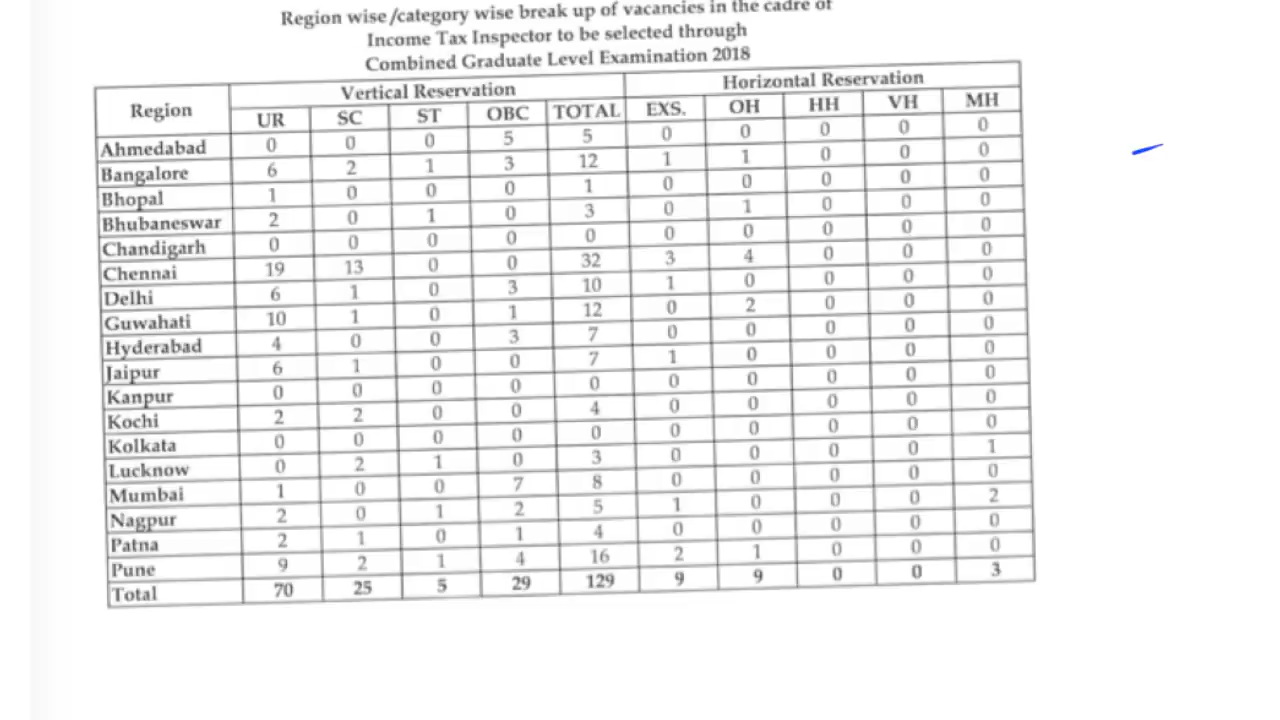 Region wise/category wise break up of vacancies in the cadre of
Income Tax Inspector to be selected through
Combined Graduate Level Examination 2018
Region Vertical Reservation Horizontal Reservation
UR SC ST OBC TOTAL EXS. OH HH VH MH
Ahmedabad 0 0 0 5 5 0 0 0 0 0
Bangalore 6 2 1 3 12 1 1 0 0 0
Bhopal 1 0 0 0 1 0 0 0 0 0
Bhubaneswar 2 0 1 0 3 0 1 0 0 0
Chandigarh 0 0 0 0 0 0 0 0 0 0
Chennai 19 13 0 0 32 3 4 0 0 0
Delhi 6 1 0 3 10 1 0 0 0 0
Guwahati 10 1 0 1 12 0 2 0 0 0
Hyderabad 4 0 0 3 7 0 0 0 0 0
Jaipur 6 1 0 0 7 1 0 0 0 0
Kanpur 0 0 0 0 0 0 0 0 0 0
Kochi 2 2 0 0 4 0 0 0 0 0
Kolkata 0 0 0 0 0 0 0 0 0 0
Lucknow 0 2 1 0 3 0 0 0 0 1
Mumbai 1 0 0 7 8 0 0 0 0 0
Nagpur 2 0 1 2 5 1 0 0 0 2
Patna 2 1 0 1 4 0 0 0 0 0
Pune 9 2 1 4 16 2 1 0 0 0
Total 70 25 5 29 129 9 9 0 0 3